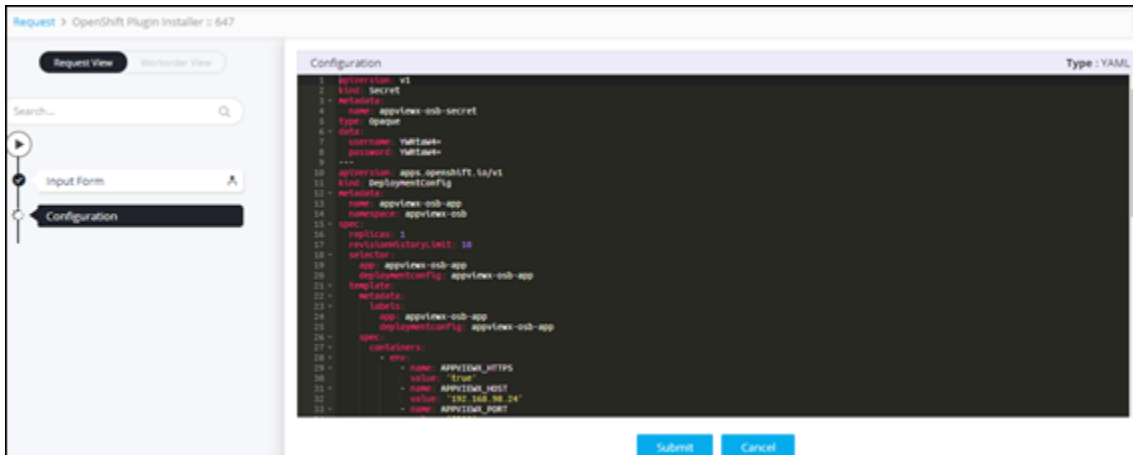 Request > OpenShift Plugin Installer :: 647
Request View Workorder View
Search...
Input Form
Configuration
Configuration Type : YAML
1 apiVersion: v1
2 kind: Secret
3 metadata:
4 name: appviewx-osb-secret
5 type: Opaque
6 data:
7 username: YWRtaW4=
8 password: YWRtaW4=
9 ---
10 apiVersion: apps.openshift.io/v1
11 kind: DeploymentConfig
12 metadata:
13 name: appviewx-osb-app
14 namespace: appviewx-osb
15 spec:
16 replicas: 1
17 revisionHistoryLimit: 10
18 selector:
19 app: appviewx-osb-app
20 deploymentconfig: appviewx-osb-app
21 template:
22 metadata:
23 labels:
24 app: appviewx-osb-app
25 deploymentconfig: appviewx-osb-app
26 spec:
27 containers:
28 - env:
29 - name: APPVIEWX_HTTPS
30 value: 'true'
31 - name: APPVIEWX_HOST
32 value: '192.168.98.24'
33 - name: APPVIEWX_PORT
Submit Cancel